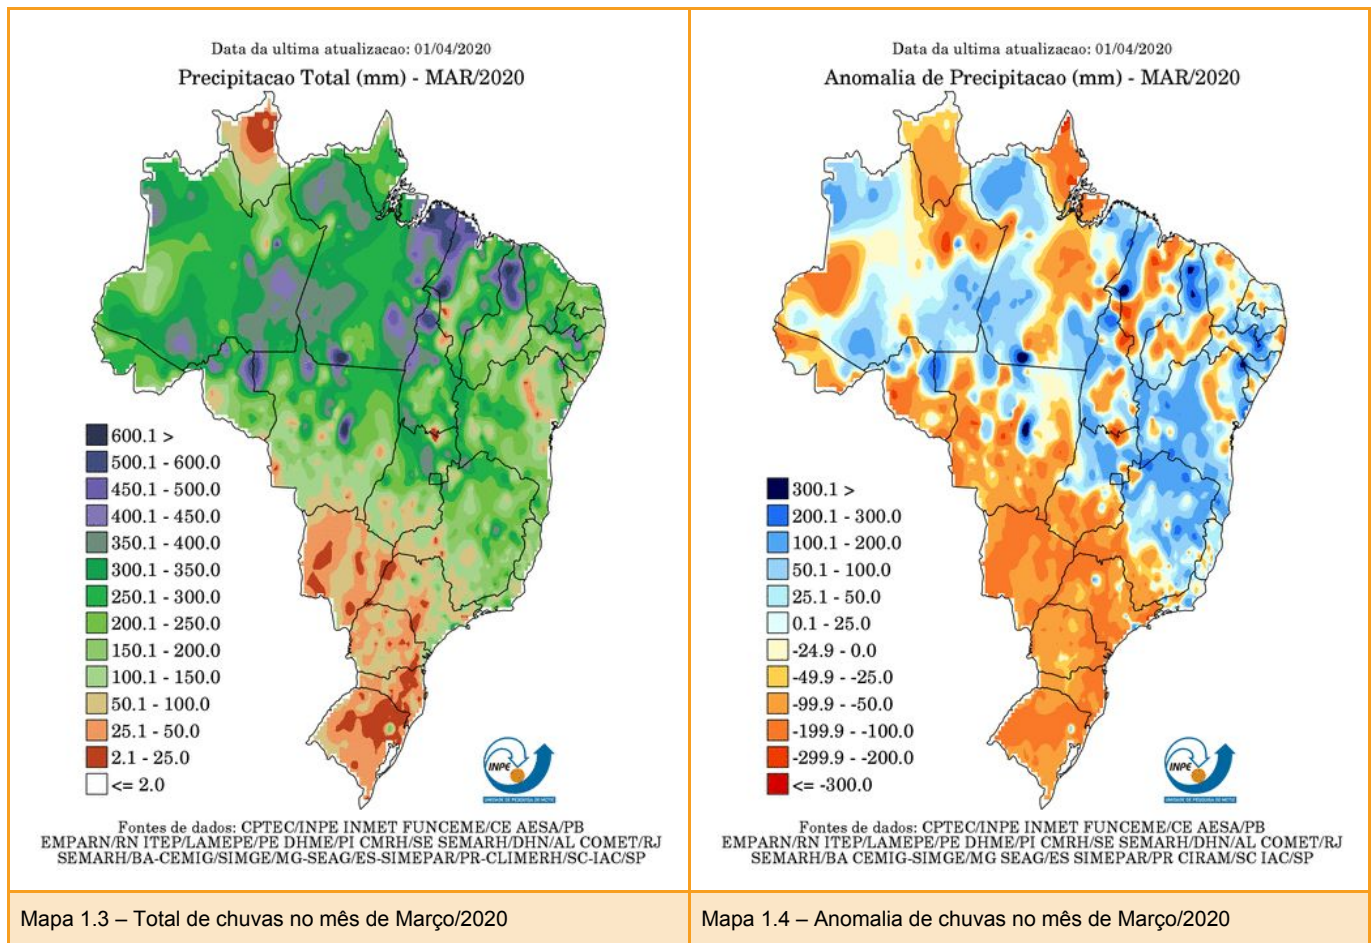 Data da ultima atualizacao: 01/04/2020
Precipitacao Total (mm) - MAR/2020
600.1 >
500.1 - 600.0
450.1 - 500.0
400.1 - 450.0
350.1 - 400.0
300.1 - 350.0
250.1 - 300.0
200.1 - 250.0
150.1 - 200.0
100.1 - 150.0
50.1 - 100.0
25.1 - 50.0
2.1 - 25.0
<= 2.0
INPE
UNIDADE DE PESQUISA DO MCTIC
Fontes de dados: CPTEC/INPE INMET FUNCEME/CE AESA/PB
EMPARN/RN ITEP/LAMEPE/PE DHME/PI CMRH/SE SEMARH/DHN/AL COMET/RJ
SEMARH/BA-CEMIG/SIMGE/MG-SEAG/ES-SIMEPAR/PR-CLIMERH/SC-IAC/SP
Mapa 1.3 – Total de chuvas no mês de Março/2020
Data da ultima atualizacao: 01/04/2020
Anomalia de Precipitacao (mm) - MAR/2020
300.1 >
200.1 - 300.0
100.1 - 200.0
50.1 - 100.0
25.1 - 50.0
0.1 - 25.0
-24.9 - 0.0
-49.9 - -25.0
-99.9 - -50.0
-199.9 - -100.0
-299.9 - -200.0
<= -300.0
INPE
UNIDADE DE PESQUISA DO MCTIC
Fontes de dados: CPTEC/INPE INMET FUNCEME/CE AESA/PB
EMPARN/RN ITEP/LAMEPE/PE DHME/PI CMRH/SE SEMARH/DHN/AL COMET/RJ
SEMARH/BA CEMIG-SIMGE/MG SEAG/ES SIMEPAR/PR CIRAM/SC IAC/SP
Mapa 1.4 – Anomalia de chuvas no mês de Março/2020